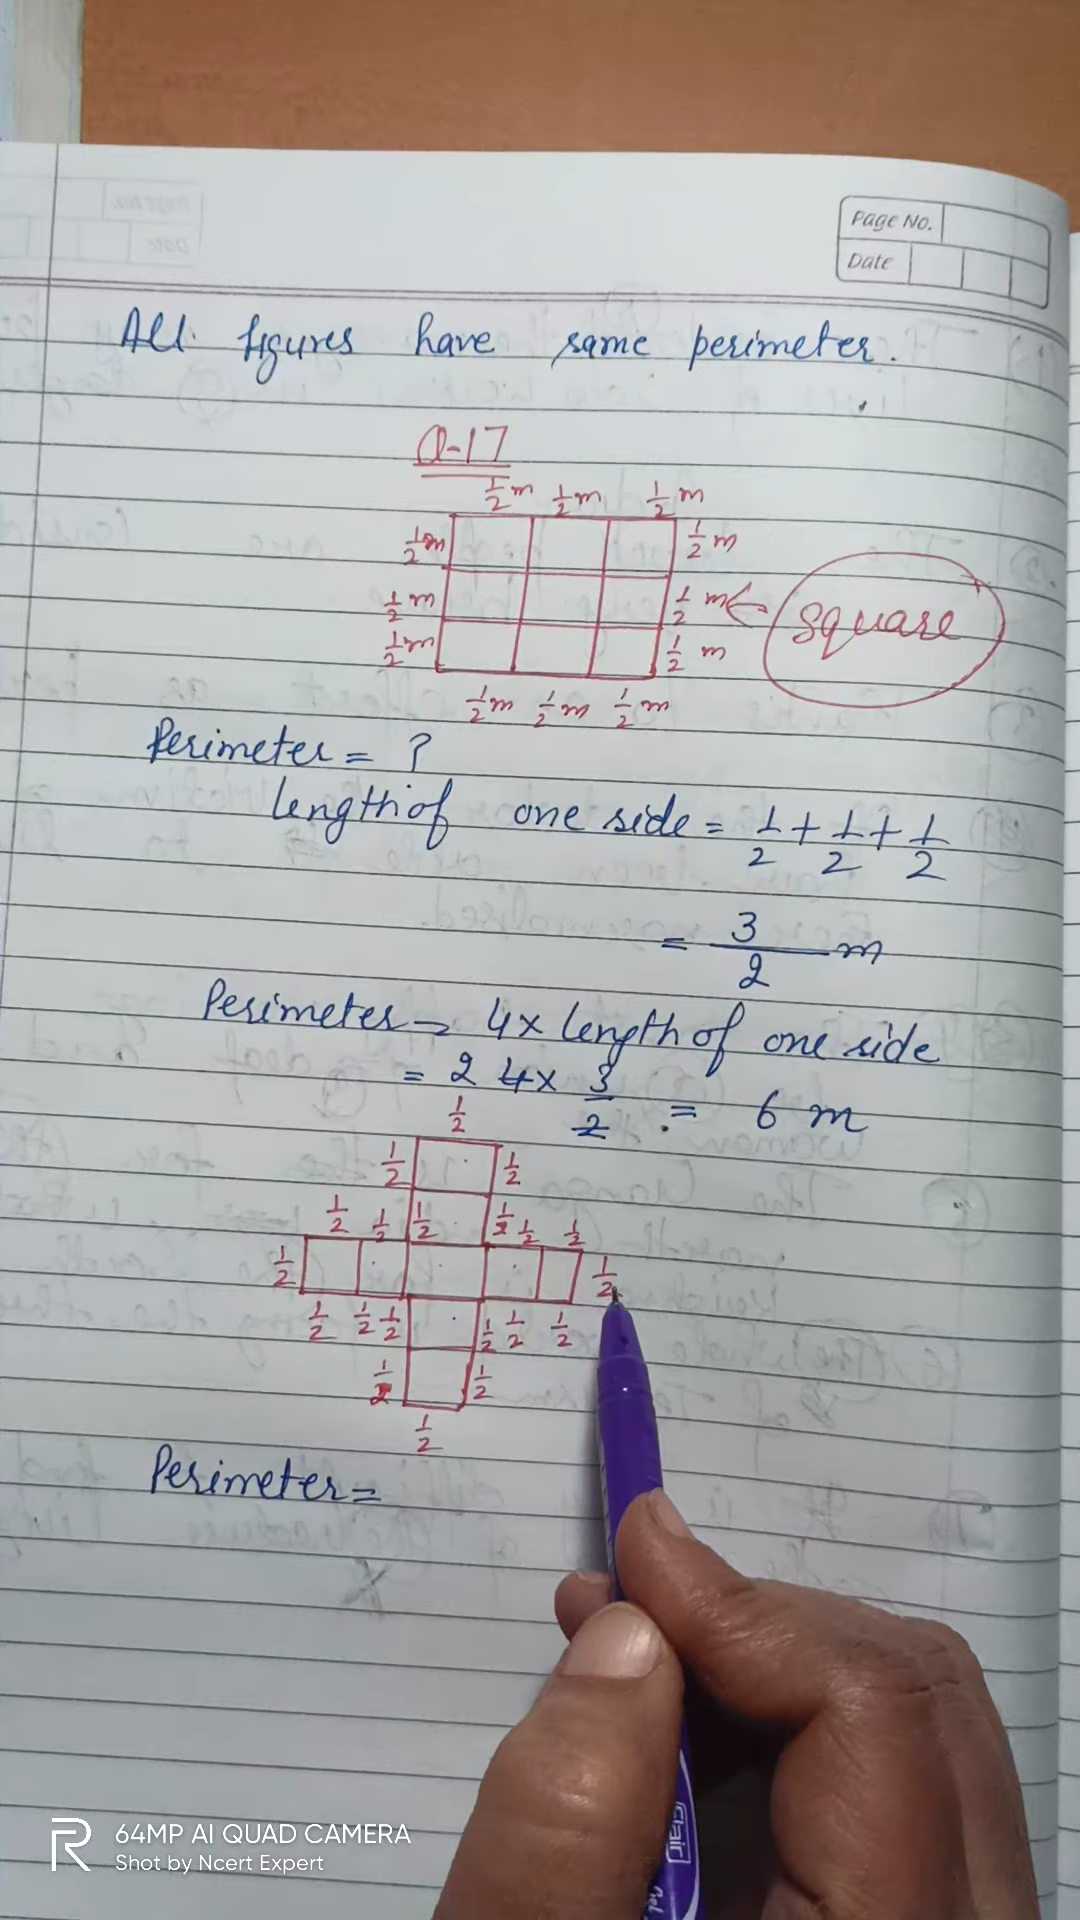 Page No.
Date
All figures have same perimeter.
Q-17
1/2 m 1/2 m 1/2 m
1/2 m 1/2 m
1/2 m 1/2 m ← square
1/2 m 1/2 m
1/2 m 1/2 m 1/2 m
Perimeter = ?
length of one side = 1/2 + 1/2 + 1/2
= 3/2 m
Perimeter = 4 x length of one side
= 2 4 x 3/2 = 6 m
1/2
1/2 1/2
1/2 1/2 1/2 1/2 1/2 1/2
1/2 1/2
1/2 1/2 1/2 1/2 1/2 1/2
1/2 1/2
1/2
Perimeter =
Flair
Gel
64MP AI QUAD CAMERA
Shot by Ncert Expert